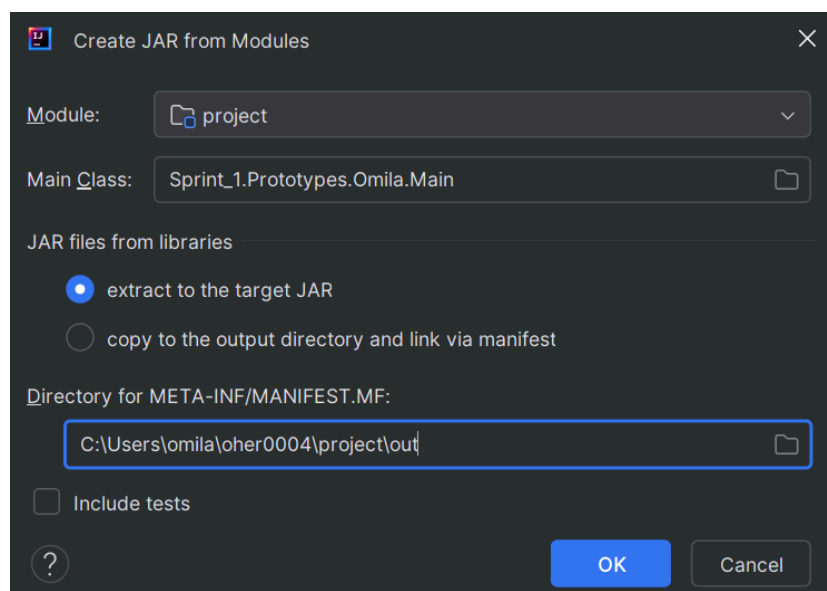 Create JAR from Modules
Module: project
Main Class: Sprint_1.Prototypes.Omila.Main
JAR files from libraries
extract to the target JAR
copy to the output directory and link via manifest
Directory for META-INF/MANIFEST.MF:
C:\Users\omila\oher0004\project\out
Include tests
? OK Cancel